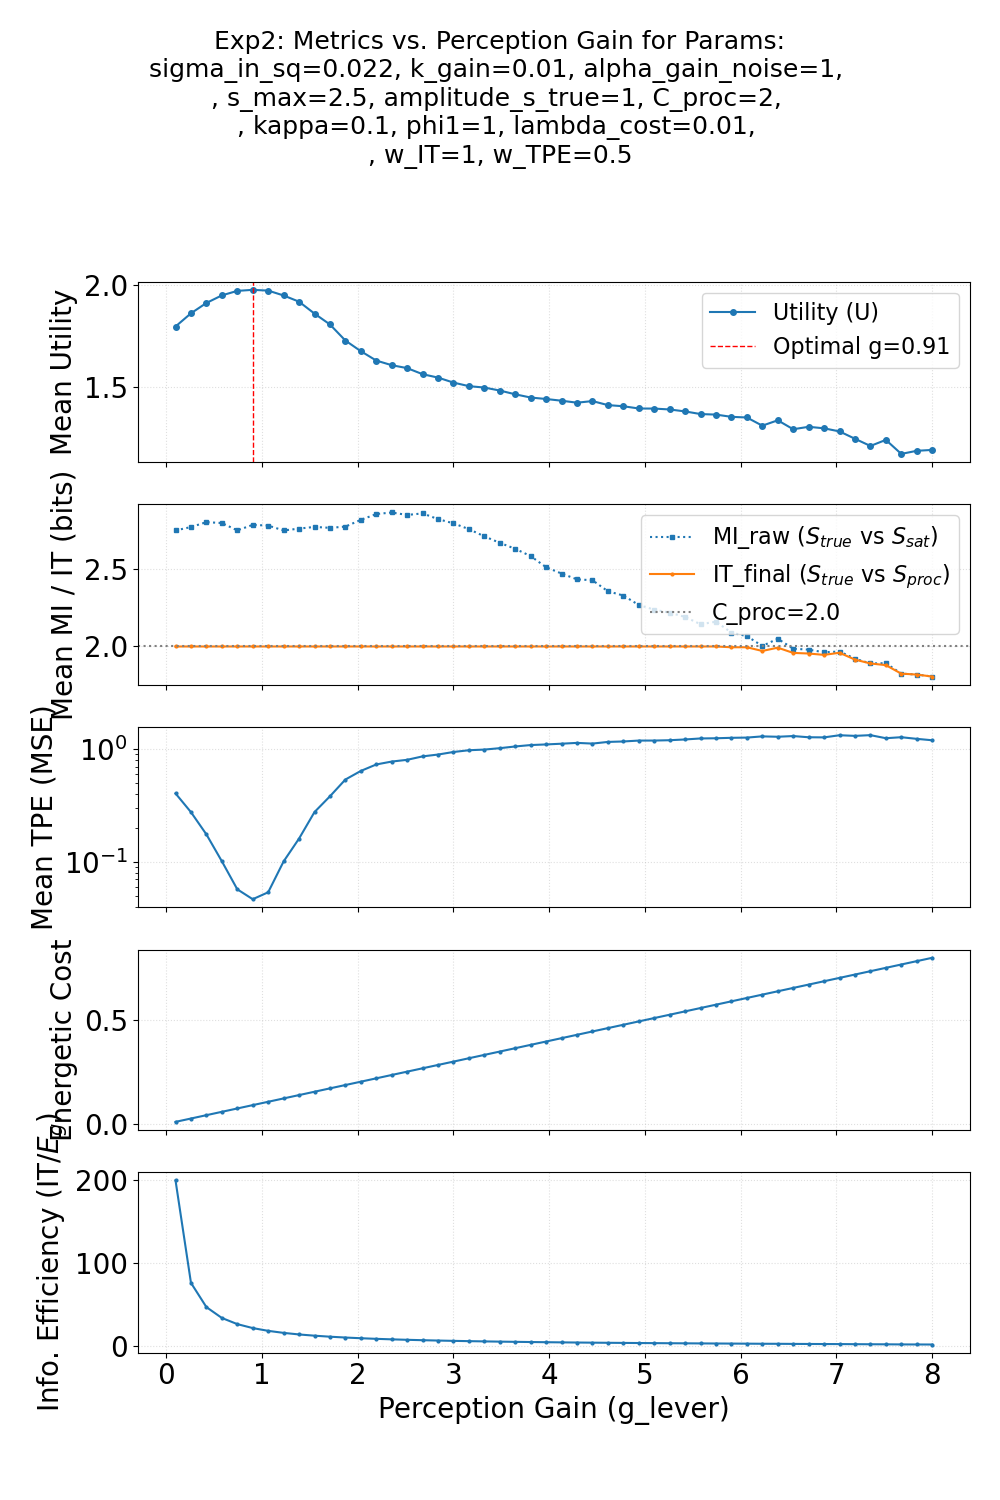 Exp2: Metrics vs. Perception Gain for Params:
sigma_in_sq=0.022, k_gain=0.01, alpha_gain_noise=1,
, s_max=2.5, amplitude_s_true=1, C_proc=2,
, kappa=0.1, phi1=1, lambda_cost=0.01,
, w_IT=1, w_TPE=0.5
Mean Utility
2.0
1.5
Utility (U)
Optimal g=0.91
Mean MI / IT (bits)
2.5
2.0
MI_raw (S_true vs S_sat)
IT_final (S_true vs S_proc)
C_proc=2.0
Mean TPE (MSE)
10⁰
10⁻¹
Energetic Cost
0.5
0.0
Info. Efficiency (IT/E_g)
200
100
0
0 1 2 3 4 5 6 7 8
Perception Gain (g_lever)